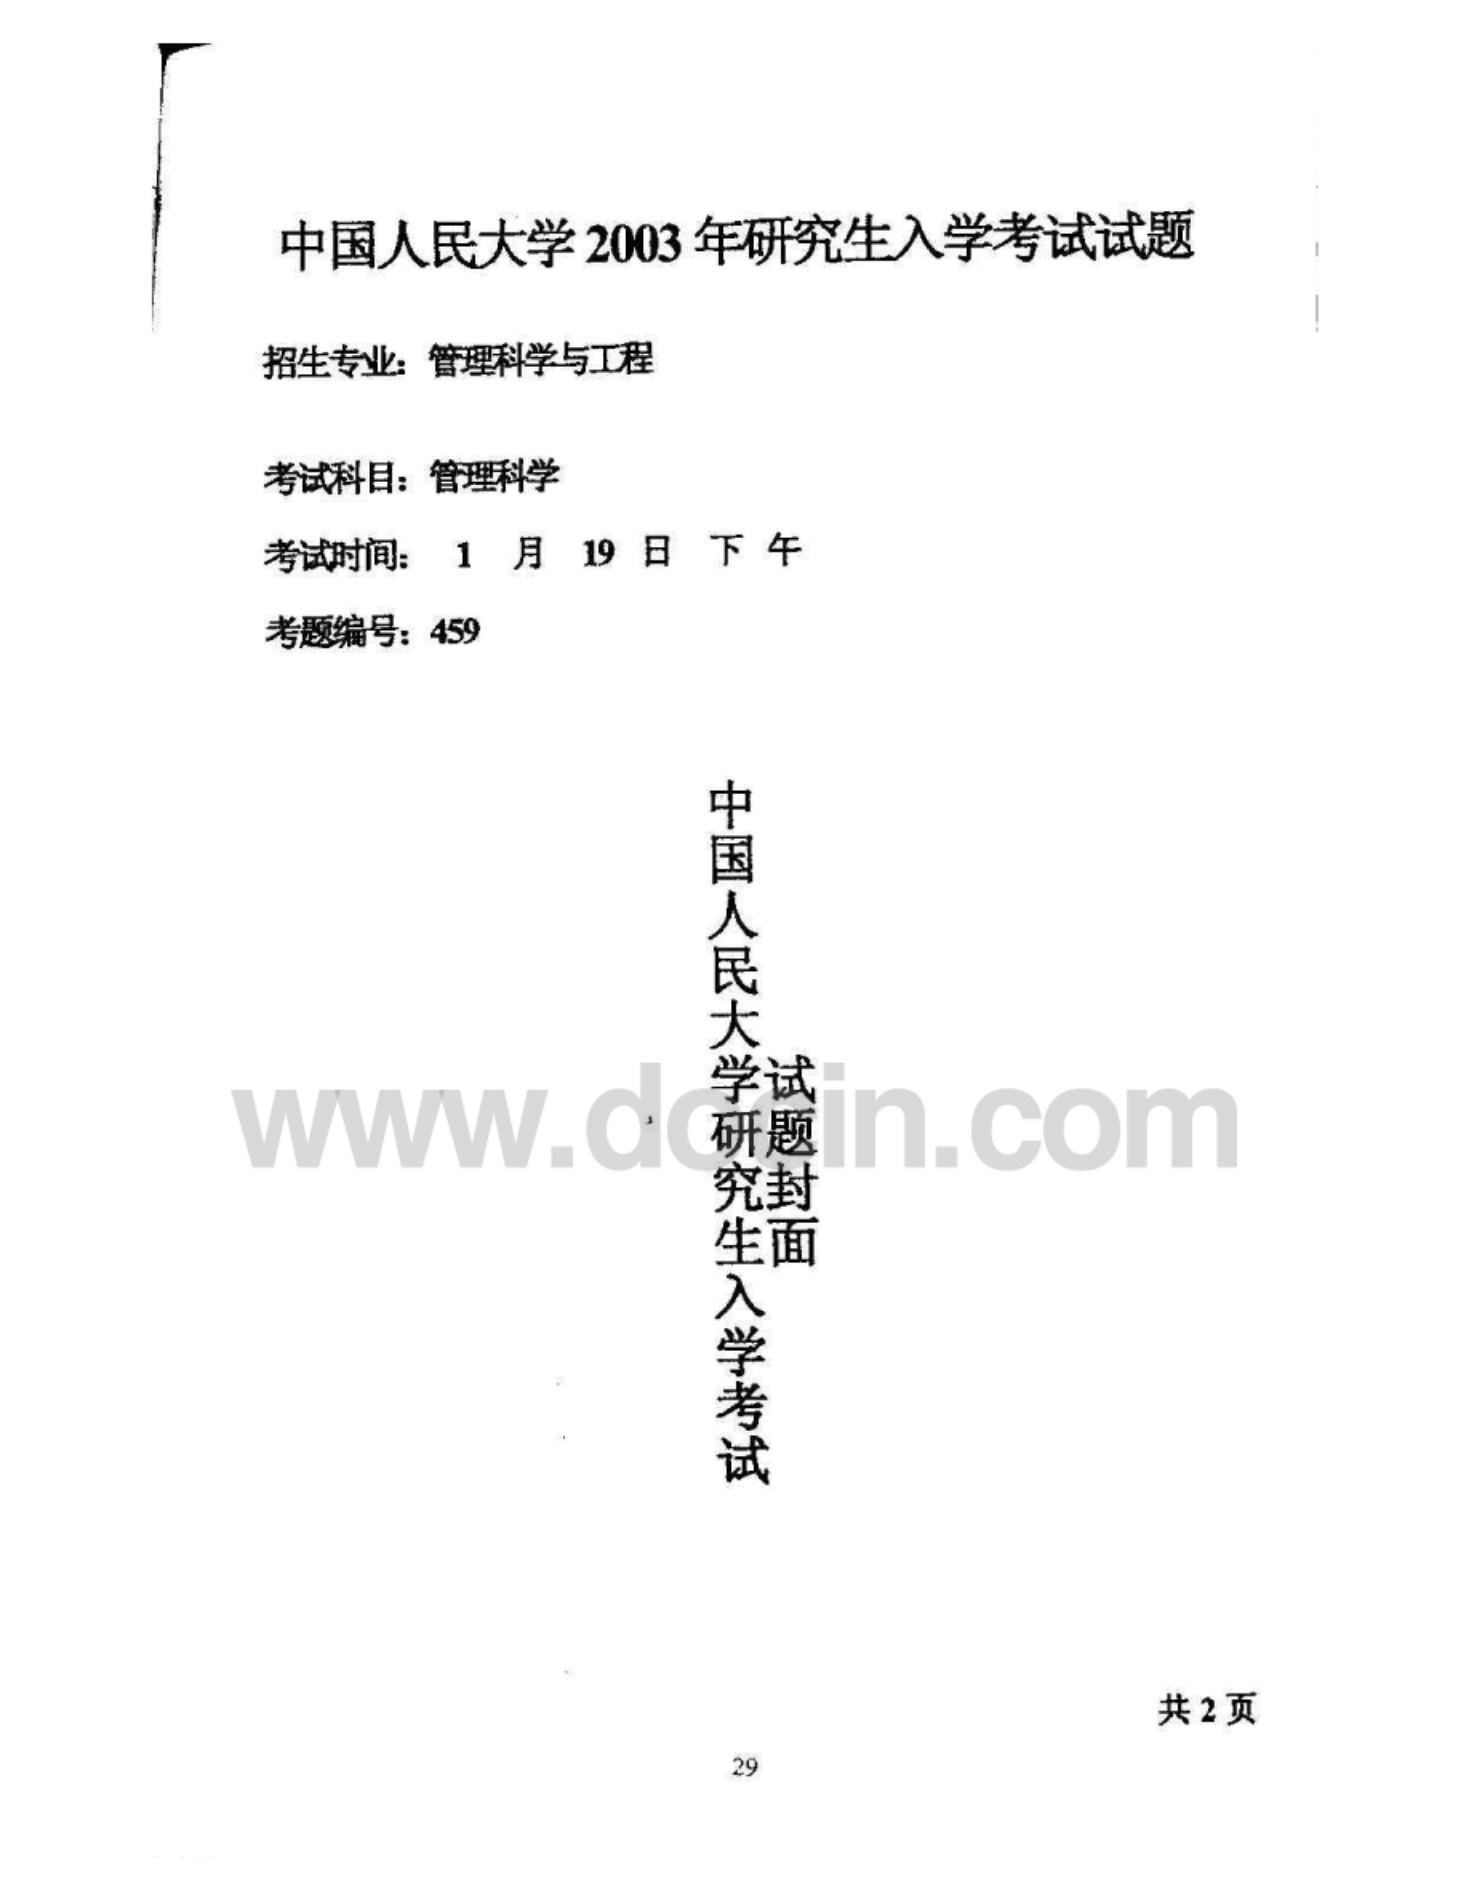 中国人民大学2003年研究生入学考试试题
招生专业：管理科学与工程
考试科目：管理科学
考试时间： 1 月 19 日 下 午
考题编号：459
中国人民大学研究生入学考试
试题封面
www.docin.com
共2页
29